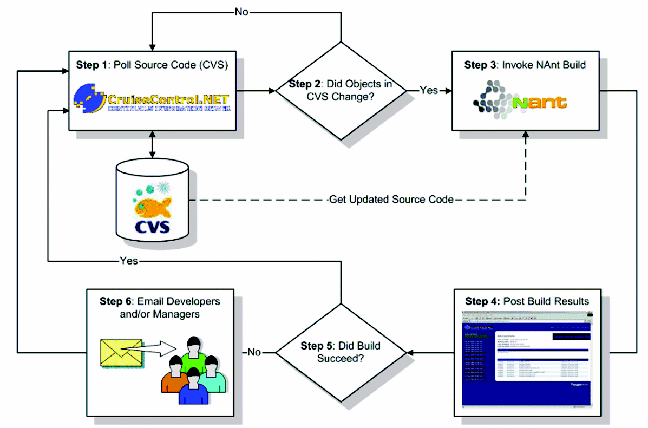 No
Step 1: Poll Source Code (CVS)
CruiseControl.NET
CONTINUOUS INTEGRATION SERVER
Step 2: Did Objects in
CVS Change?
Yes
Step 3: Invoke NAnt Build
Nant
CVS
Get Updated Source Code
Yes
Step 6: Email Developers
and/or Managers
No
Step 5: Did Build
Succeed?
Step 4: Post Build Results